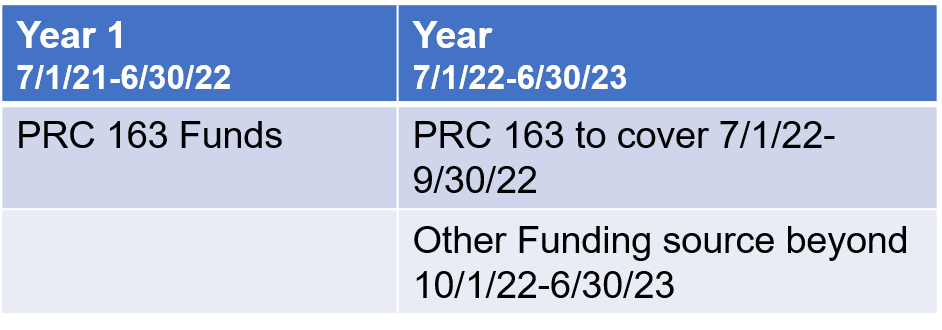 Year 1
7/1/21-6/30/22
Year
7/1/22-6/30/23
PRC 163 Funds
PRC 163 to cover 7/1/22-
9/30/22
Other Funding source beyond
10/1/22-6/30/23